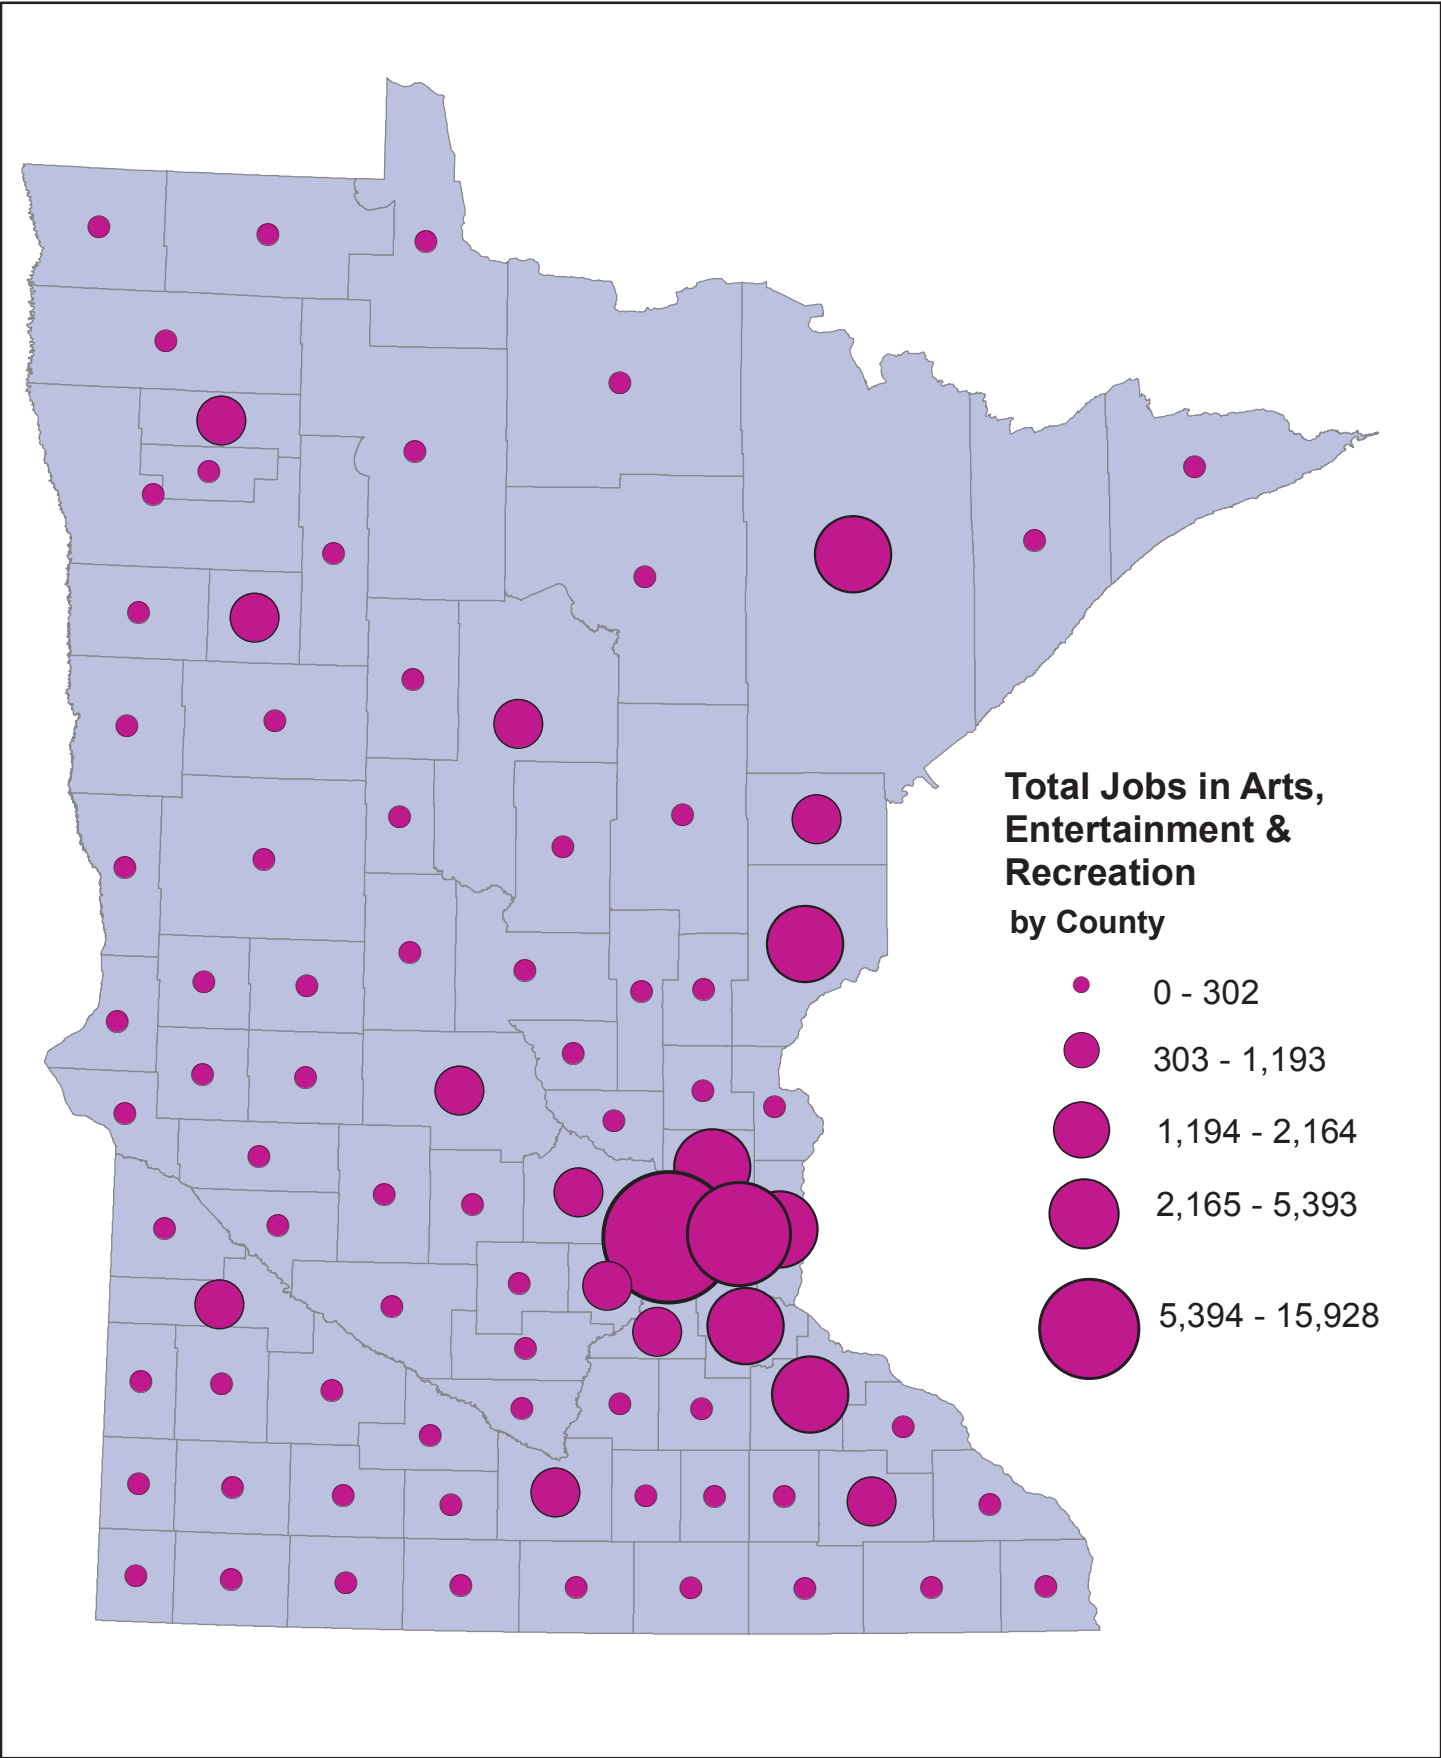 Total Jobs in Arts,
Entertainment &
Recreation
by County
0 - 302
303 - 1,193
1,194 - 2,164
2,165 - 5,393
5,394 - 15,928